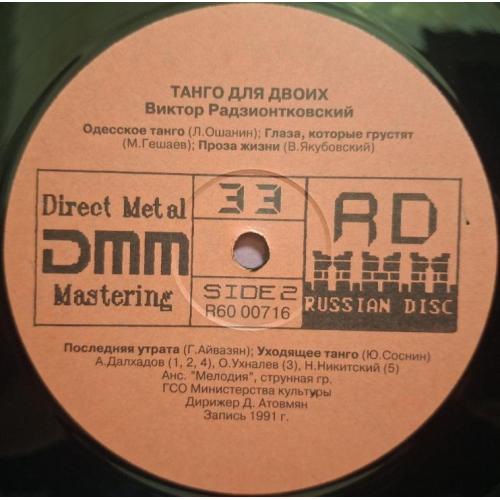 ТАНГО ДЛЯ ДВОИХ
Виктор Радзионтковский
Одесское танго (Л.Ошанин); Глаза, которые грустят
(М.Гешаев); Проза жизни (В.Якубовский)
Direct Metal
DMM
Mastering
33
SIDE 2
R60 00716
RD
RUSSIAN DISC
Последняя утрата (Г.Айвазян); Уходящее танго (Ю.Соснин)
А.Далхадов (1, 2, 4), О.Ухналев (3), Н.Никитский (5)
Анс. "Мелодия", струнная гр.
ГСО Министерства культуры
Дирижер Д. Атовмян
Запись 1991 г.